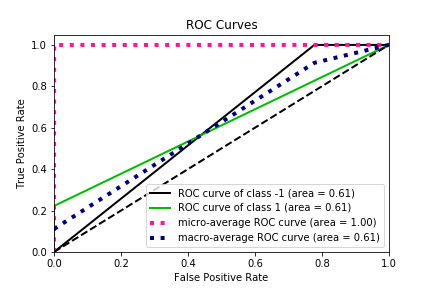 ROC Curves
True Positive Rate
1.0
0.8
0.6
0.4
0.2
0.0
ROC curve of class -1 (area = 0.61)
ROC curve of class 1 (area = 0.61)
micro-average ROC curve (area = 1.00)
macro-average ROC curve (area = 0.61)
0.0 0.2 0.4 0.6 0.8 1.0
False Positive Rate